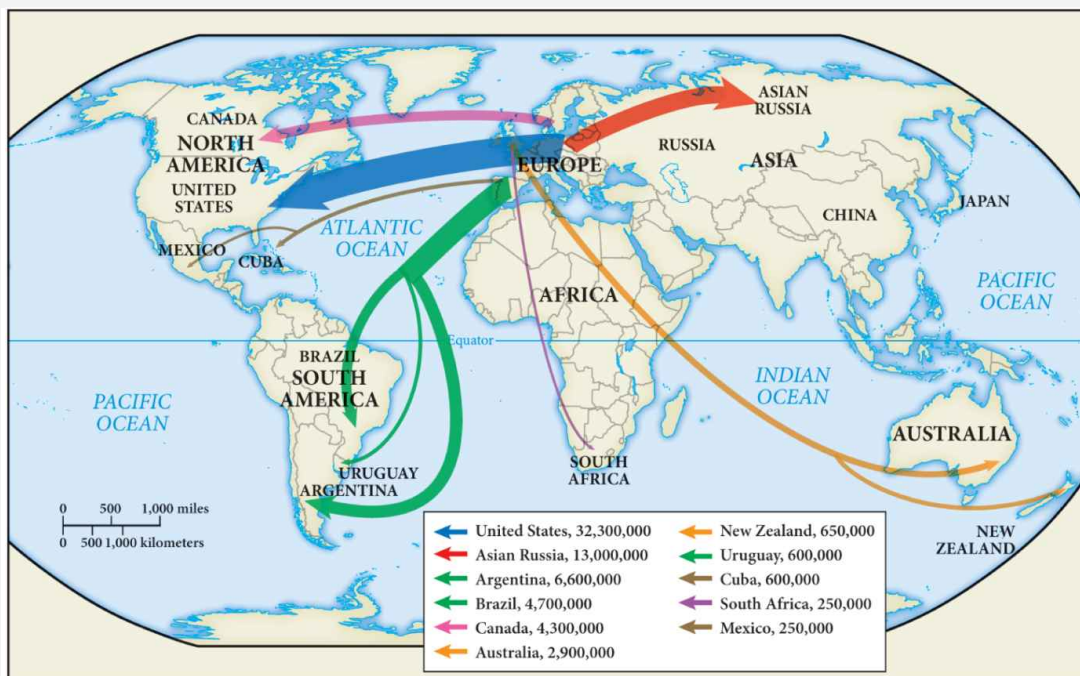 CANADA
NORTH
AMERICA
UNITED
STATES
MEXICO
CUBA
ATLANTIC
OCEAN
EUROPE
RUSSIA
ASIAN
RUSSIA
ASIA
CHINA
JAPAN
PACIFIC
OCEAN
AFRICA
Equator
BRAZIL
SOUTH
AMERICA
PACIFIC
OCEAN
INDIAN
OCEAN
AUSTRALIA
URUGUAY
ARGENTINA
SOUTH
AFRICA
NEW
ZEALAND
0 500 1,000 miles
0 500 1,000 kilometers
United States, 32,300,000
Asian Russia, 13,000,000
Argentina, 6,600,000
Brazil, 4,700,000
Canada, 4,300,000
Australia, 2,900,000
New Zealand, 650,000
Uruguay, 600,000
Cuba, 600,000
South Africa, 250,000
Mexico, 250,000